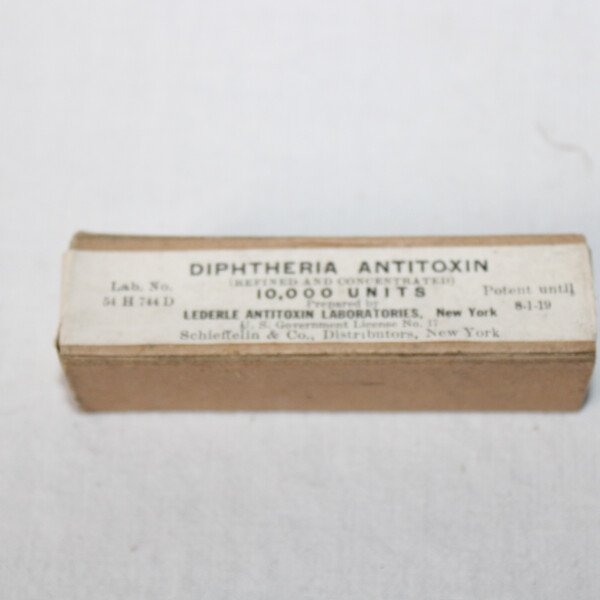 DIPHTHERIA ANTITOXIN
(REFINED AND CONCENTRATED)
10,000 UNITS
Prepared by
LEDERLE ANTITOXIN LABORATORIES, New York
U. S. Government License No. 17
Schieffelin & Co., Distributors, New York
Lab. No.
54 H 744 D
Potent until
8-1-19